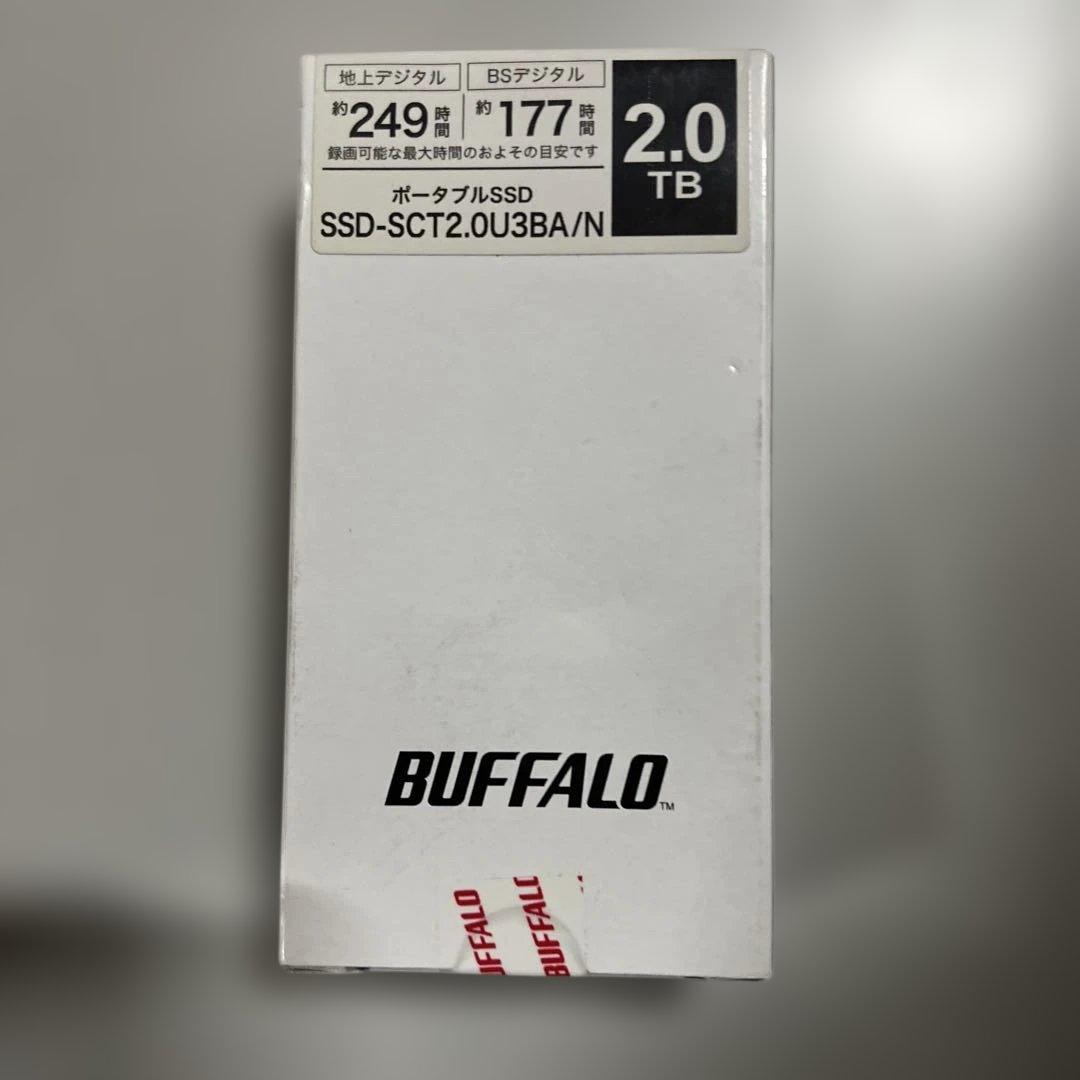 地上デジタル BSデジタル
約249時間 約177時間
録画可能な最大時間のおよその目安です
2.0
TB
ポータブルSSD
SSD-SCT2.0U3BA/N
BUFFALO™
BUFFALO
BUFFALO